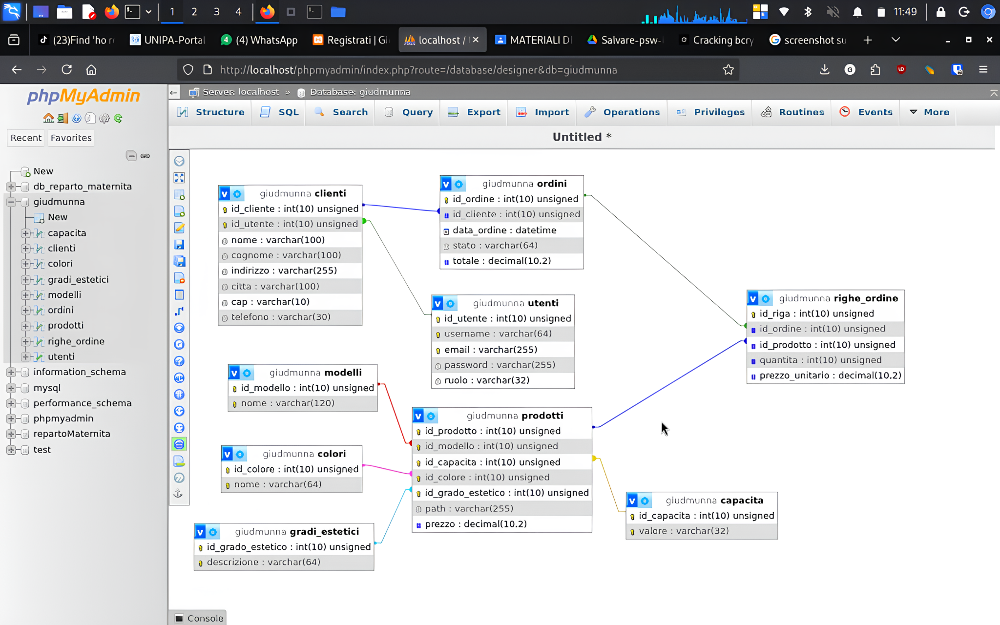 1 2 3 4 11:49
(23)Find 'ho r UNIPA-Portal (4) WhatsApp Registrati | Gi localhost / MATERIALI DI Salvare-psw- Cracking bcry screenshot su
http://localhost/phpmyadmin/index.php?route=/database/designer&db=giudmunna
phpMyAdmin
Recent Favorites
New
db_reparto_maternita
giudmunna
New
capacita
clienti
colori
gradi_estetici
modelli
ordini
prodotti
righe_ordine
utenti
information_schema
mysql
performance_schema
phpmyadmin
repartoMaternita
test
Server: localhost » Database: giudmunna
Structure SQL Search Query Export Import Operations Privileges Routines Events More
Untitled *
v giudmunna clienti
id_cliente : int(10) unsigned
id_utente : int(10) unsigned
nome : varchar(100)
cognome : varchar(100)
indirizzo : varchar(255)
citta : varchar(100)
cap : varchar(10)
telefono : varchar(30)
v giudmunna ordini
id_ordine : int(10) unsigned
id_cliente : int(10) unsigned
data_ordine : datetime
stato : varchar(64)
totale : decimal(10,2)
v giudmunna utenti
id_utente : int(10) unsigned
username : varchar(64)
email : varchar(255)
password : varchar(255)
ruolo : varchar(32)
v giudmunna righe_ordine
id_riga : int(10) unsigned
id_ordine : int(10) unsigned
id_prodotto : int(10) unsigned
quantita : int(10) unsigned
prezzo_unitario : decimal(10,2)
v giudmunna modelli
id_modello : int(10) unsigned
nome : varchar(120)
v giudmunna colori
id_colore : int(10) unsigned
nome : varchar(64)
v giudmunna gradi_estetici
id_grado_estetico : int(10) unsigned
descrizione : varchar(64)
v giudmunna prodotti
id_prodotto : int(10) unsigned
id_modello : int(10) unsigned
id_capacita : int(10) unsigned
id_colore : int(10) unsigned
id_grado_estetico : int(10) unsigned
path : varchar(255)
prezzo : decimal(10,2)
v giudmunna capacita
id_capacita : int(10) unsigned
valore : varchar(32)
Console